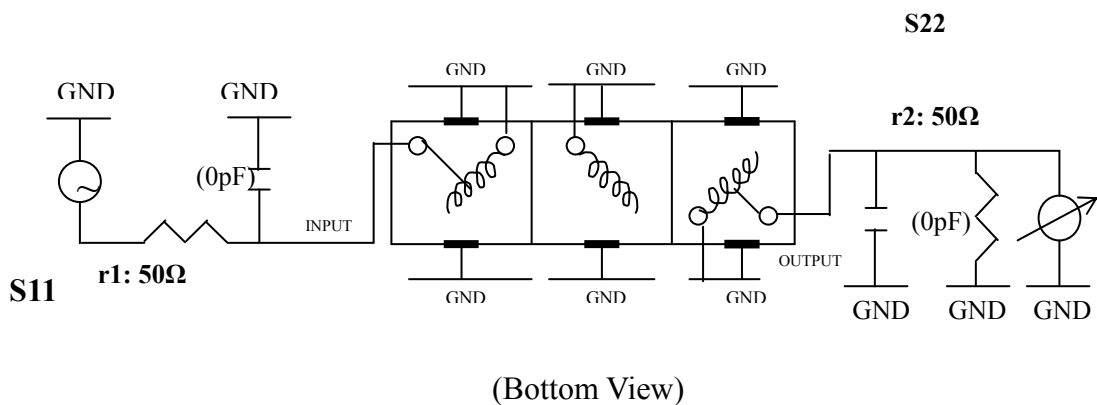 S22
GND
GND
GND
GND
GND
r2: 50Ω
(0pF)
(0pF)
INPUT
r1: 50Ω
OUTPUT
S11
GND
GND
GND
GND
GND
GND
(Bottom View)